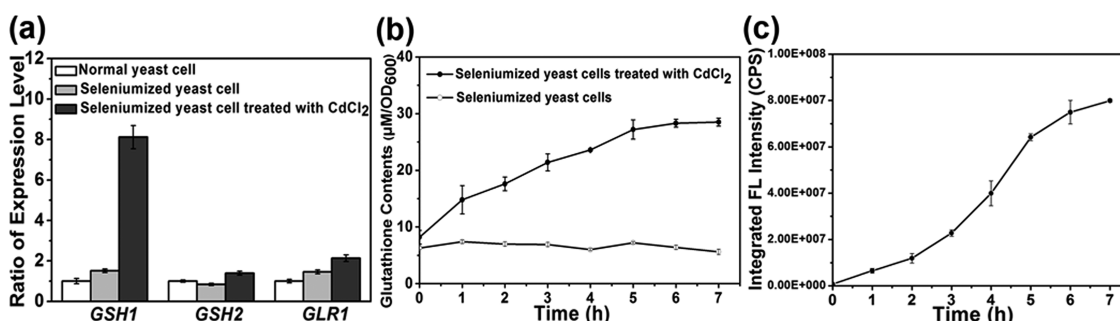 (a)
Ratio of Expression Level
12
10
8
6
4
2
0
Normal yeast cell
Seleniumized yeast cell
Seleniumized yeast cell treated with CdCl2
GSH1
GSH2
GLR1
(b)
Glutathione Contents (μM/OD600)
40
30
20
10
0
Seleniumized yeast cells treated with CdCl2
Seleniumized yeast cells
0 1 2 3 4 5 6 7
Time (h)
(c)
Integrated FL Intensity (CPS)
1.00E+008
8.00E+007
6.00E+007
4.00E+007
2.00E+007
0.00E+000
0 1 2 3 4 5 6 7
Time (h)